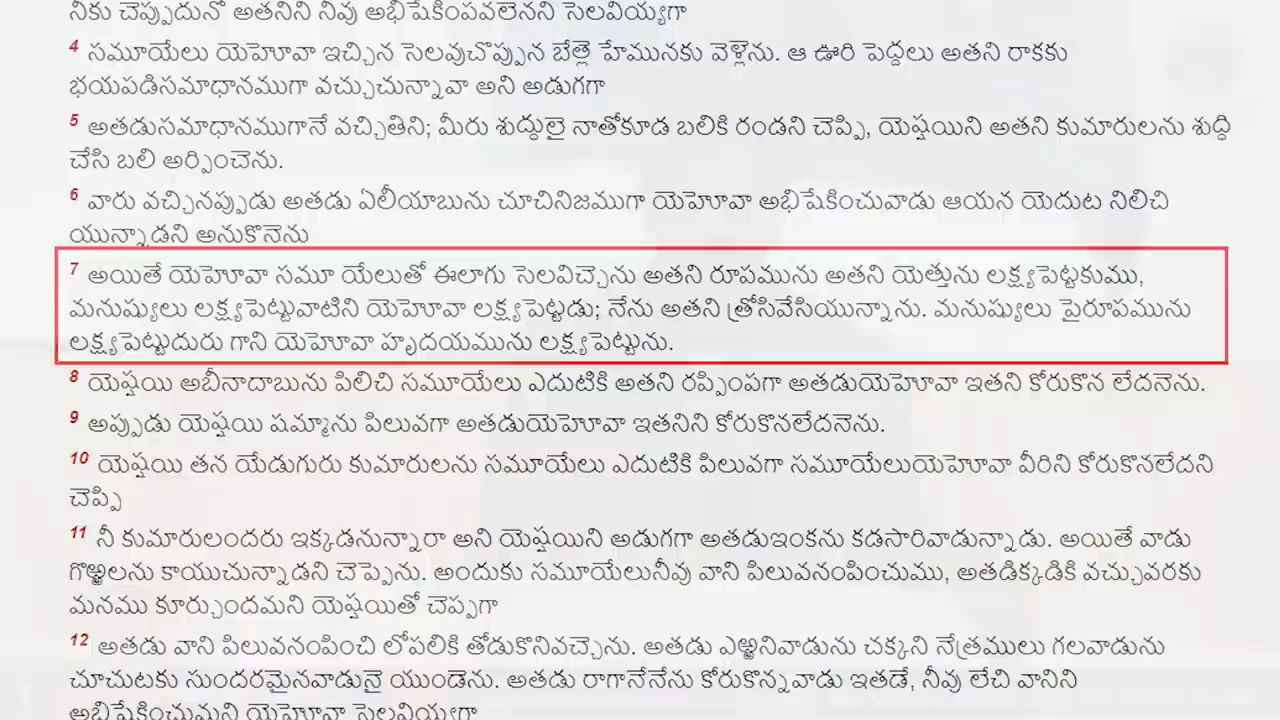 నీకు చెప్పుదునో అతనిని నీవు అభిషేకింపవలెనని సెలవియ్యగా
4 సమూయేలు యెహోవా ఇచ్చిన సెలవుచొప్పున బేత్లె హేమునకు వెళ్లెను. ఆ ఊరి పెద్దలు అతని రాకకు
భయపడిసమాధానముగా వచ్చుచున్నావా అని అడుగగా
5 అతడుసమాధానముగానే వచ్చితిని; మీరు శుద్ధులై నాతోకూడ బలికి రండని చెప్పి, యెష్షయిని అతని కుమారులను శుద్ధి
చేసి బలి అర్పించెను.
6 వారు వచ్చినప్పుడు అతడు ఏలీయాబును చూచినిజముగా యెహోవా అభిషేకించువాడు ఆయన యెదుట నిలిచి
యున్నాడని అనుకొనెను
7 అయితే యెహోవా సమూ యేలుతో ఈలాగు సెలవిచ్చెను అతని రూపమును అతని యెత్తును లక్ష్యపెట్టకుము,
మనుష్యులు లక్ష్యపెట్టువాటిని యెహోవా లక్ష్యపెట్టడు; నేను అతని త్రోసివేసియున్నాను. మనుష్యులు పైరూపమును
లక్ష్యపెట్టుదురు గాని యెహోవా హృదయమును లక్ష్యపెట్టును.
8 యెష్షయి అబీనాదాబును పిలిచి సమూయేలు ఎదుటికి అతని రప్పింపగా అతడుయెహోవా ఇతని కోరుకొన లేదనెను.
9 అప్పుడు యెష్షయి షమ్మాను పిలువగా అతడుయెహోవా ఇతనిని కోరుకొనలేదనెను.
10 యెష్షయి తన యేడుగురు కుమారులను సమూయేలు ఎదుటికి పిలువగా సమూయేలుయెహోవా వీరిని కోరుకొనలేదని
చెప్పి
11 నీ కుమారులందరు ఇక్కడనున్నారా అని యెష్షయిని అడుగగా అతడుఇంకను కడసారివాడున్నాడు. అయితే వాడు
గొఱ్ఱలను కాయుచున్నాడని చెప్పెను. అందుకు సమూయేలునీవు వాని పిలువనంపించుము, అతడిక్కడికి వచ్చువరకు
మనము కూర్చుందమని యెష్షయితో చెప్పగా
12 అతడు వాని పిలువనంపించి లోపలికి తోడుకొనివచ్చెను. అతడు ఎఱ్ఱనివాడును చక్కని నేత్రములు గలవాడును
చూచుటకు సుందరమైనవాడునై యుండెను. అతడు రాగానేనేను కోరుకొన్నవాడు ఇతడే, నీవు లేచి వానిని
అభిషేకించుమని యెహోవా సెలవియ్యగా